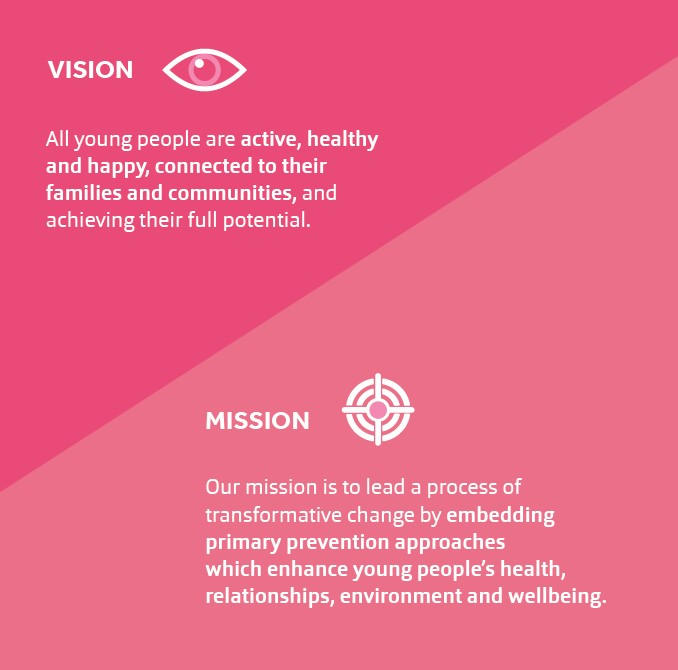 VISION
All young people are active, healthy
and happy, connected to their
families and communities, and
achieving their full potential.
MISSION
Our mission is to lead a process of
transformative change by embedding
primary prevention approaches
which enhance young people’s health,
relationships, environment and wellbeing.